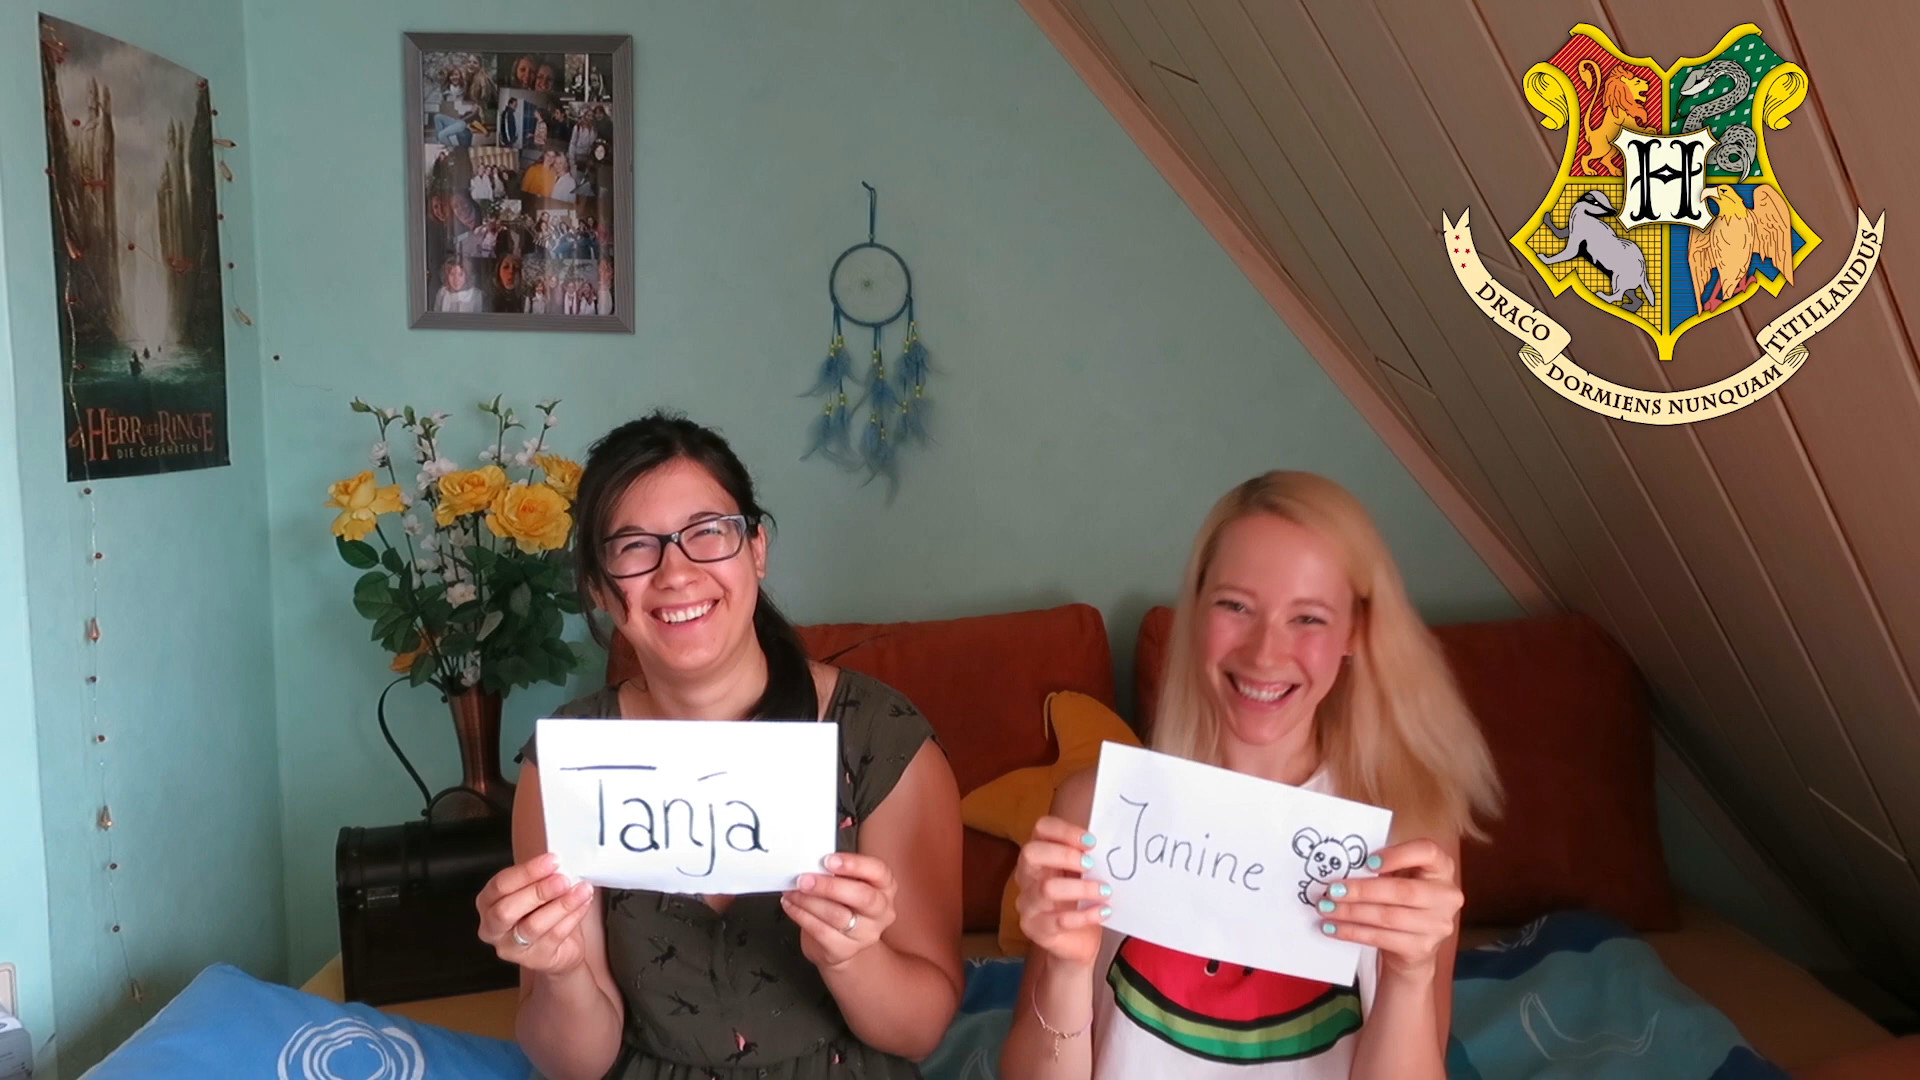 HERR DER RINGE
DIE GEFÄHRTEN
H
DRACO DORMIENS NUNQUAM TITILLANDUS
Tanja
Janine